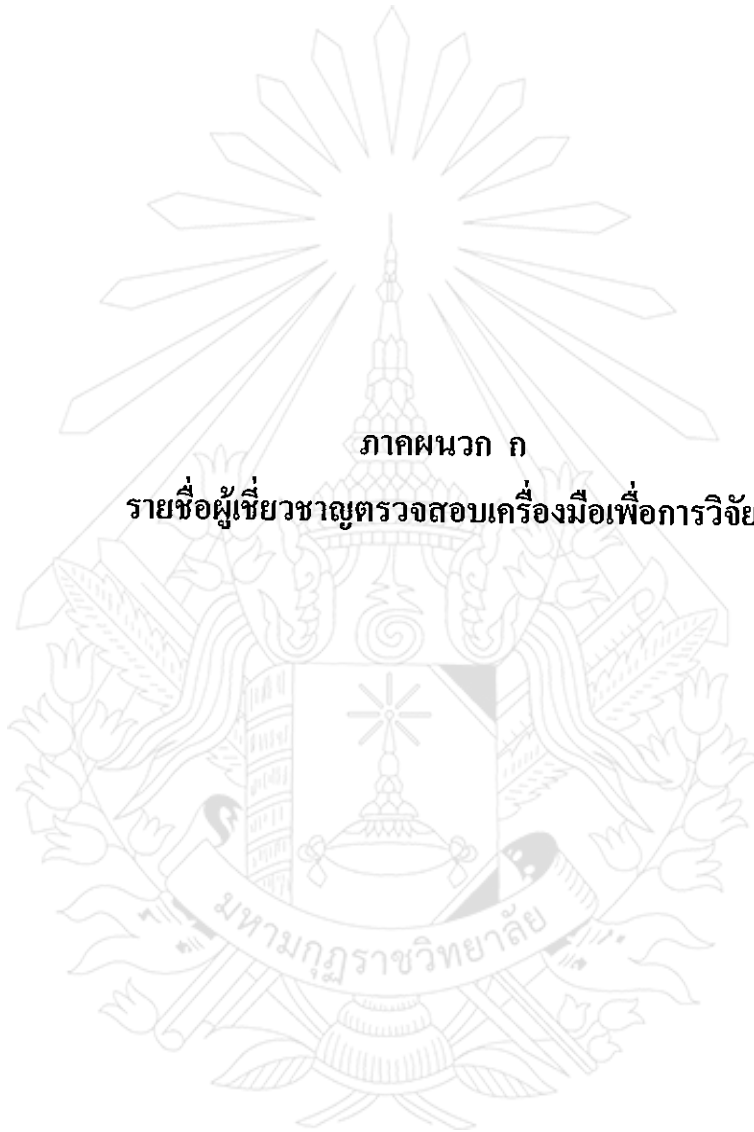 ภาคผนวก ก
รายชื่อผู้เชี่ยวชาญตรวจสอบเครื่องมือเพื่อการวิจัย
มหามกุฏราชวิทยาลัย